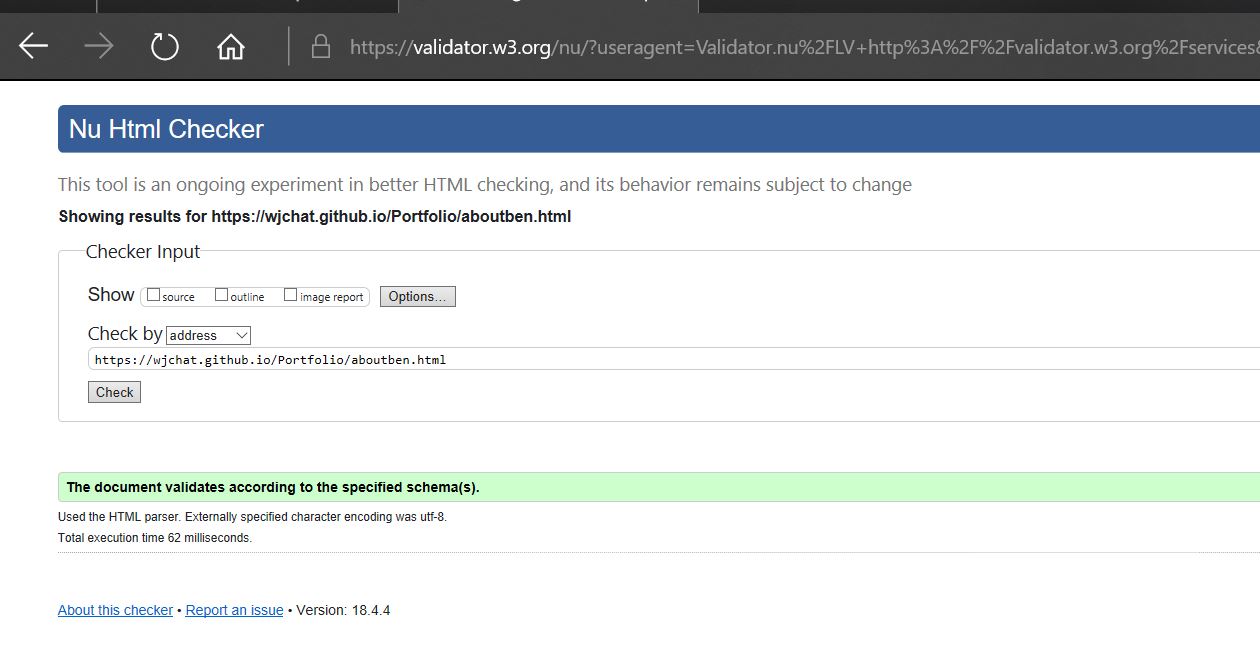 https://validator.w3.org/nu/?useragent=Validator.nu%2FLV+http%3A%2F%2Fvalidator.w3.org%2Fservices
Nu Html Checker
This tool is an ongoing experiment in better HTML checking, and its behavior remains subject to change
Showing results for https://wjchat.github.io/Portfolio/aboutben.html
Checker Input
Show source outline image report Options...
Check by address
https://wjchat.github.io/Portfolio/aboutben.html
Check
The document validates according to the specified schema(s).
Used the HTML parser. Externally specified character encoding was utf-8.
Total execution time 62 milliseconds.
About this checker • Report an issue • Version: 18.4.4